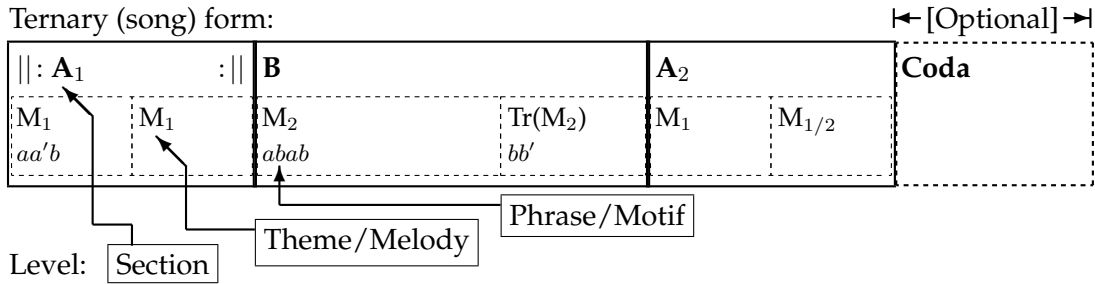 Ternary (song) form: [Optional]
||: A₁ :|| B A₂ Coda
M₁ M₁ M₂ Tr(M₂) M₁ M₁/₂
aa′b abab bb′
Phrase/Motif
Theme/Melody
Level: Section